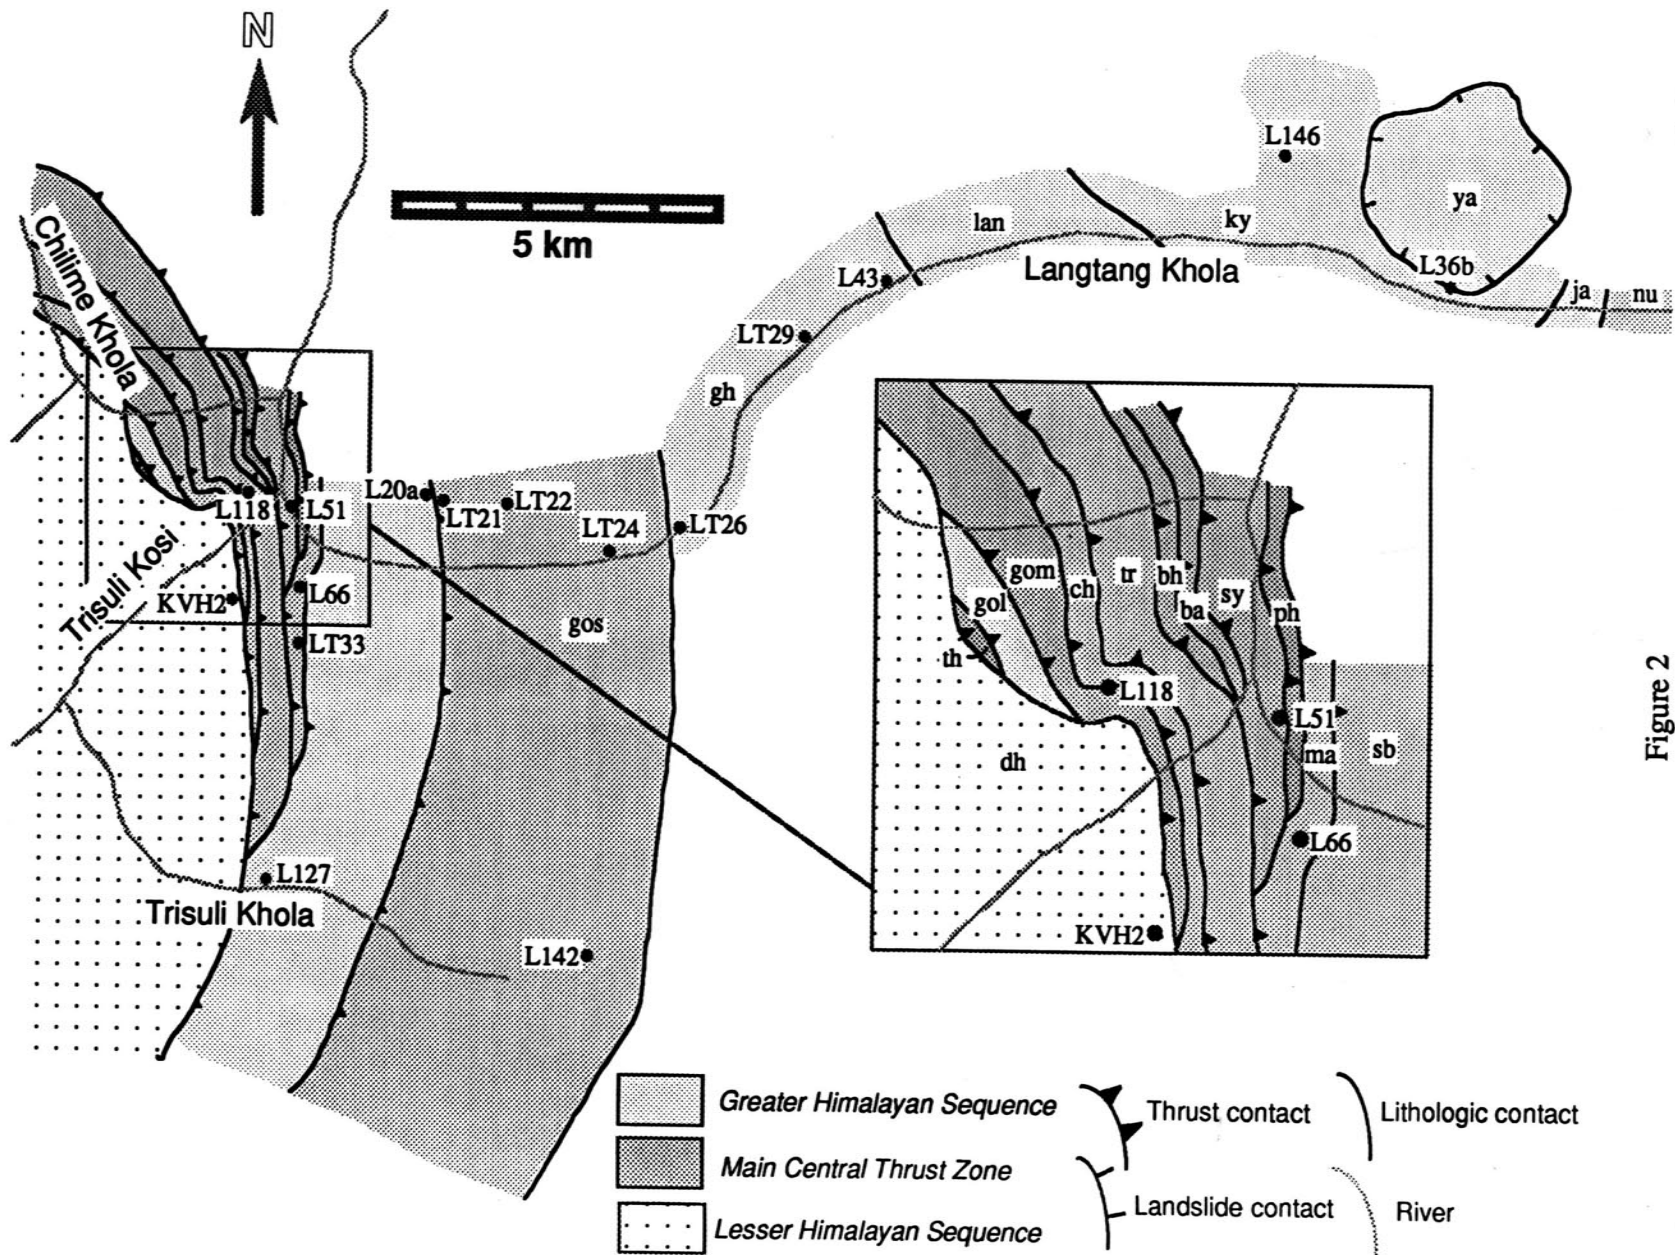 N
5 km
Chilime Khola
L146
ya
lan
ky
L36b
Langtang Khola
ja
nu
L43
LT29
gh
L20a
LT21
LT22
LT24
LT26
L118
L51
Trisuli Kosi
KVH2
L66
LT33
gos
L127
Trisuli Khola
L142
gom
ch
tr
bh
ba
sy
ph
gol
th
L118
L51
ma
sb
dh
L66
KVH2
Figure 2
Greater Himalayan Sequence
Main Central Thrust Zone
Lesser Himalayan Sequence
Thrust contact
Landslide contact
Lithologic contact
River